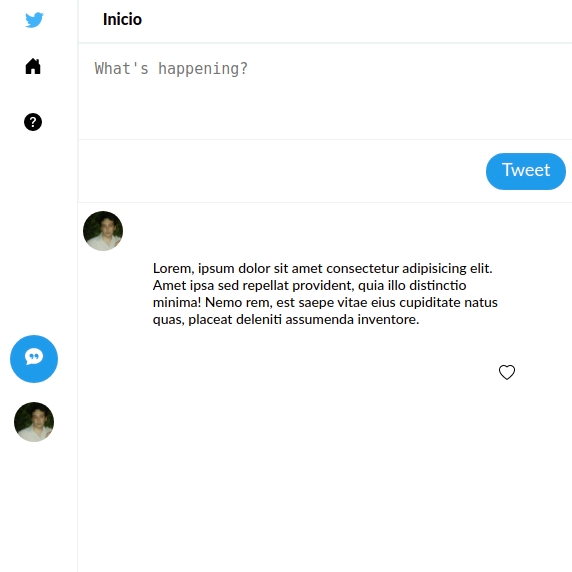 Inicio
What's happening?
?
Tweet
Lorem, ipsum dolor sit amet consectetur adipisicing elit.
Amet ipsa sed repellat provident, quia illo distinctio
minima! Nemo rem, est saepe vitae eius cupiditate natus
quas, placeat deleniti assumenda inventore.